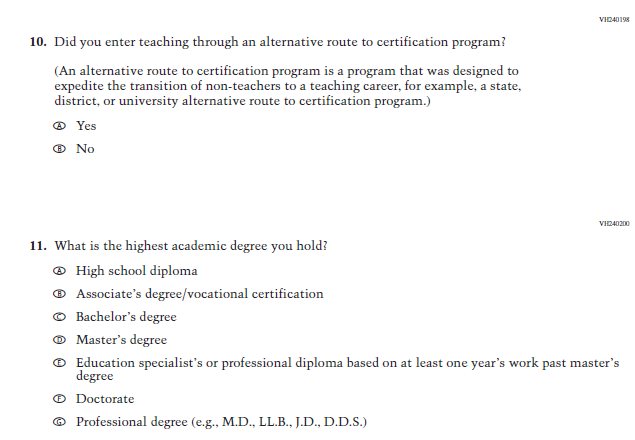 VH240198
10. Did you enter teaching through an alternative route to certification program?
(An alternative route to certification program is a program that was designed to
expedite the transition of non-teachers to a teaching career, for example, a state,
district, or university alternative route to certification program.)
A Yes
B No
VH240200
11. What is the highest academic degree you hold?
A High school diploma
B Associate's degree/vocational certification
C Bachelor's degree
D Master's degree
E Education specialist's or professional diploma based on at least one year's work past master's
degree
F Doctorate
G Professional degree (e.g., M.D., LL.B., J.D., D.D.S.)